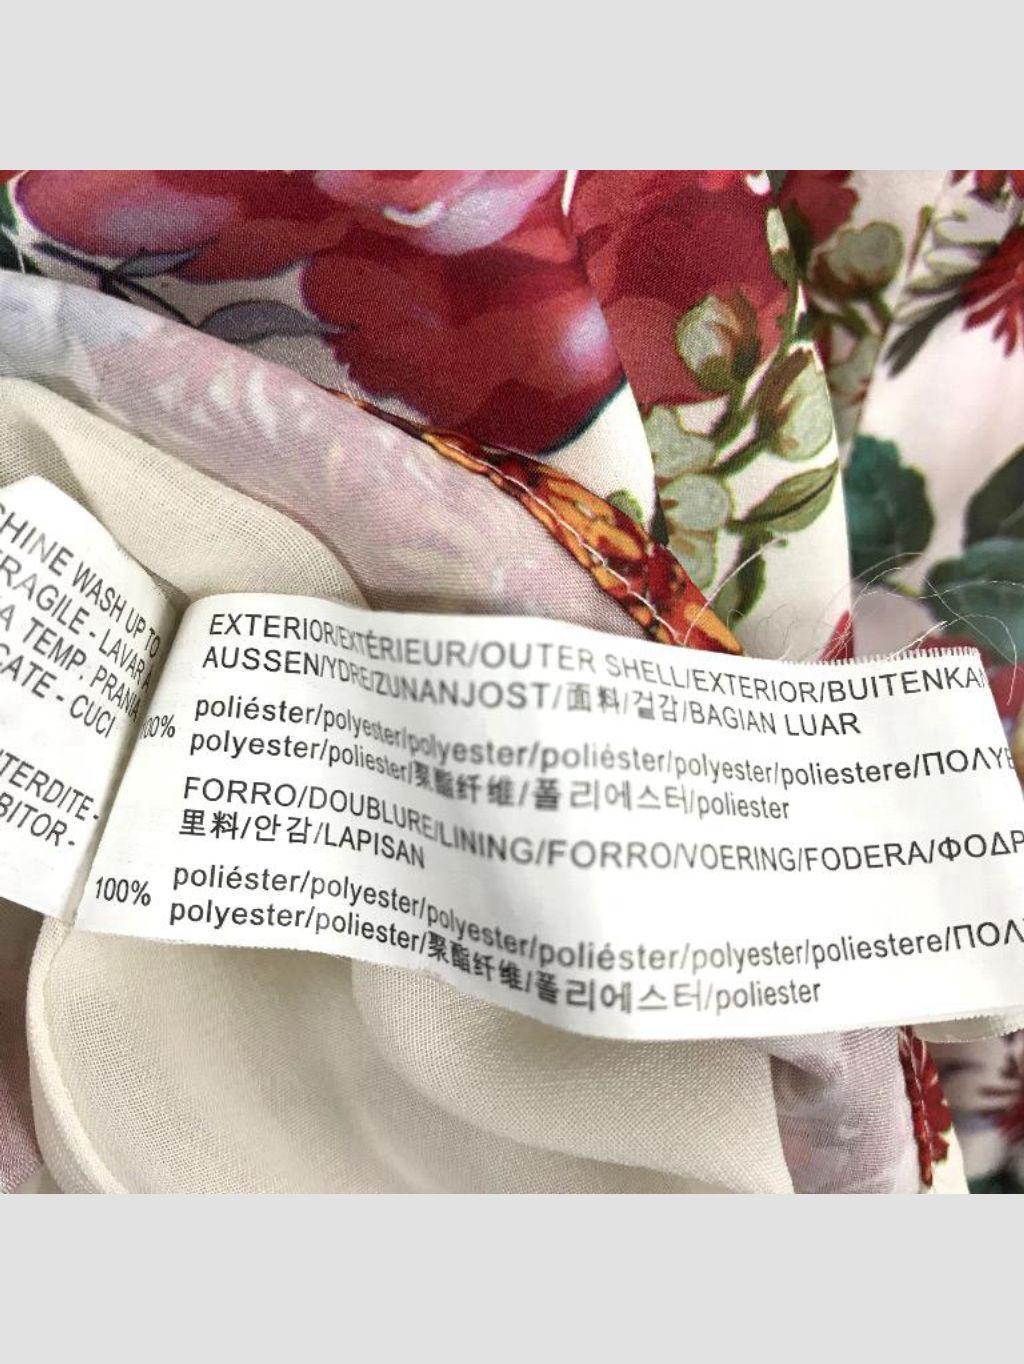 CHINE WASH UP TO
FRAGILE - LAVAR A
A TEMP. PRANIA
CATE - CUCI
TERDITE -
BITOR -
EXTERIOR/EXTÉRIEUR/OUTER SHELL/EXTERIOR/BUITENKA
AUSSEN/YDRE/ZUNANJOST/面料/겉감/BAGIAN LUAR
100% poliéster/polyester/polyester/poliéster/polyester/poliestere/ΠΟΛΥΕ
polyester/poliester/聚酯纤维/폴리에스터/poliester
FORRO/DOUBLURE/LINING/FORRO/VOERING/FODERA/ΦΟΔΡ
里料/안감/LAPISAN
100% poliéster/polyester/polyester/poliéster/polyester/poliestere/ΠΟΛ
polyester/poliester/聚酯纤维/폴리에스터/poliester